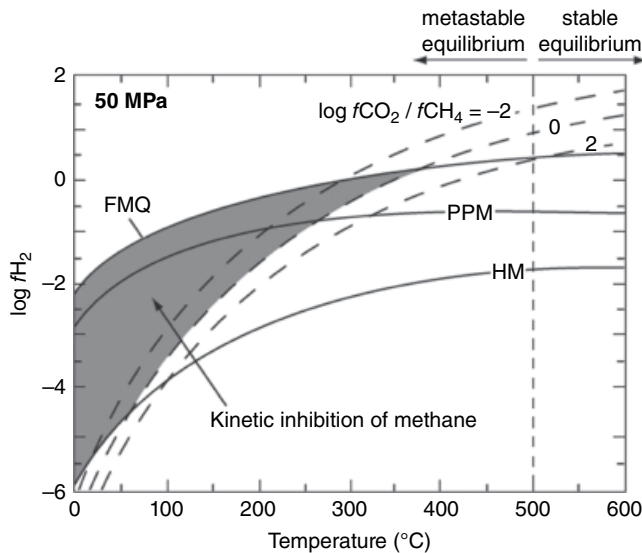 metastable equilibrium
stable equilibrium
50 MPa
log fCO2 / fCH4 = –2
0
2
FMQ
PPM
HM
Kinetic inhibition of methane
log fH2
2
0
–2
–4
–6
0 100 200 300 400 500 600
Temperature (°C)